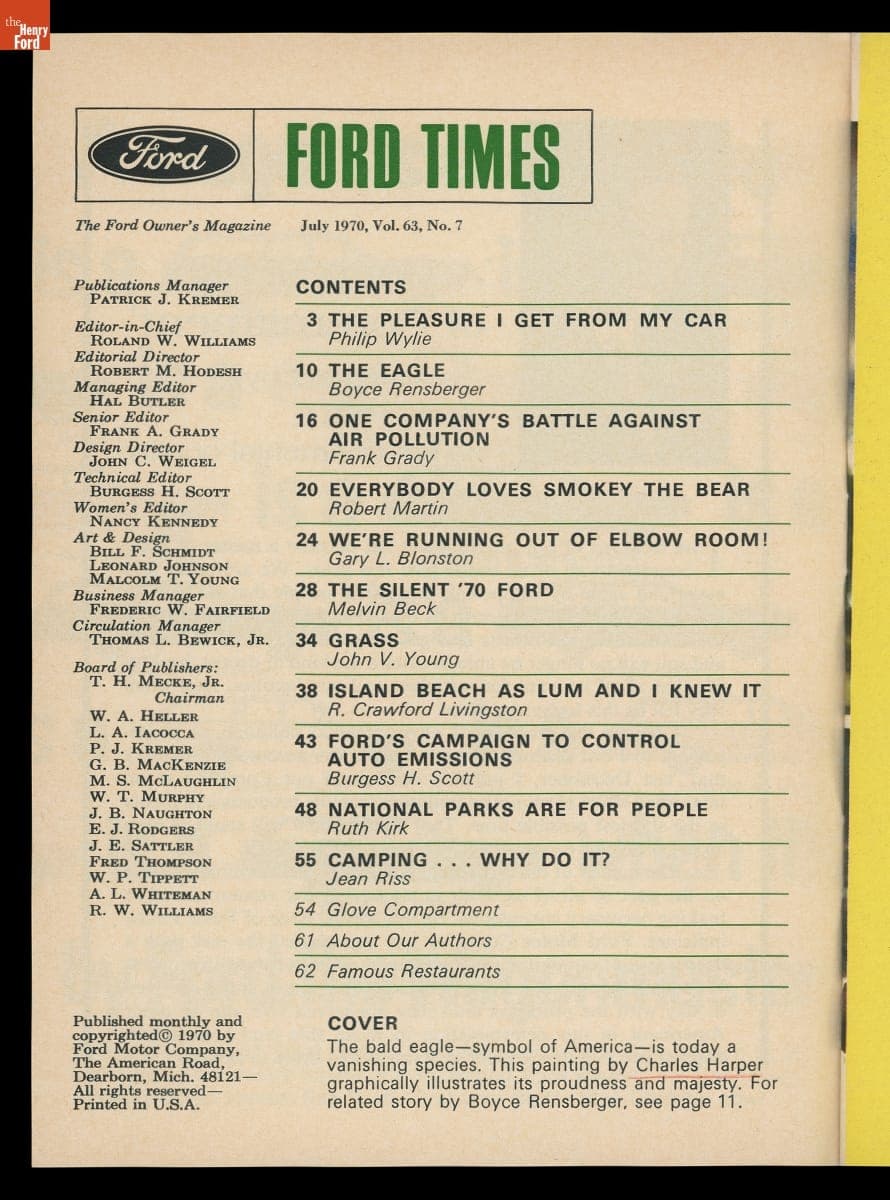 the
Henry
Ford
Ford
FORD TIMES
The Ford Owner's Magazine July 1970, Vol. 63, No. 7
Publications Manager
PATRICK J. KREMER
Editor-in-Chief
ROLAND W. WILLIAMS
Editorial Director
ROBERT M. HODESH
Managing Editor
HAL BUTLER
Senior Editor
FRANK A. GRADY
Design Director
JOHN C. WEIGEL
Technical Editor
BURGESS H. SCOTT
Women's Editor
NANCY KENNEDY
Art & Design
BILL F. SCHMIDT
LEONARD JOHNSON
MALCOLM T. YOUNG
Business Manager
FREDERIC W. FAIRFIELD
Circulation Manager
THOMAS L. BEWICK, JR.
Board of Publishers:
T. H. MECKE, JR.
Chairman
W. A. HELLER
L. A. IACOCCA
P. J. KREMER
G. B. MACKENZIE
M. S. MCLAUGHLIN
W. T. MURPHY
J. B. NAUGHTON
E. J. RODGERS
J. E. SATTLER
FRED THOMPSON
W. P. TIPPETT
A. L. WHITEMAN
R. W. WILLIAMS
Published monthly and
copyrighted© 1970 by
Ford Motor Company,
The American Road,
Dearborn, Mich. 48121—
All rights reserved—
Printed in U.S.A.
CONTENTS
3 THE PLEASURE I GET FROM MY CAR
Philip Wylie
10 THE EAGLE
Boyce Rensberger
16 ONE COMPANY'S BATTLE AGAINST
AIR POLLUTION
Frank Grady
20 EVERYBODY LOVES SMOKEY THE BEAR
Robert Martin
24 WE'RE RUNNING OUT OF ELBOW ROOM!
Gary L. Blonston
28 THE SILENT '70 FORD
Melvin Beck
34 GRASS
John V. Young
38 ISLAND BEACH AS LUM AND I KNEW IT
R. Crawford Livingston
43 FORD'S CAMPAIGN TO CONTROL
AUTO EMISSIONS
Burgess H. Scott
48 NATIONAL PARKS ARE FOR PEOPLE
Ruth Kirk
55 CAMPING . . . WHY DO IT?
Jean Riss
54 Glove Compartment
61 About Our Authors
62 Famous Restaurants
COVER
The bald eagle—symbol of America—is today a
vanishing species. This painting by Charles Harper
graphically illustrates its proudness and majesty. For
related story by Boyce Rensberger, see page 11.